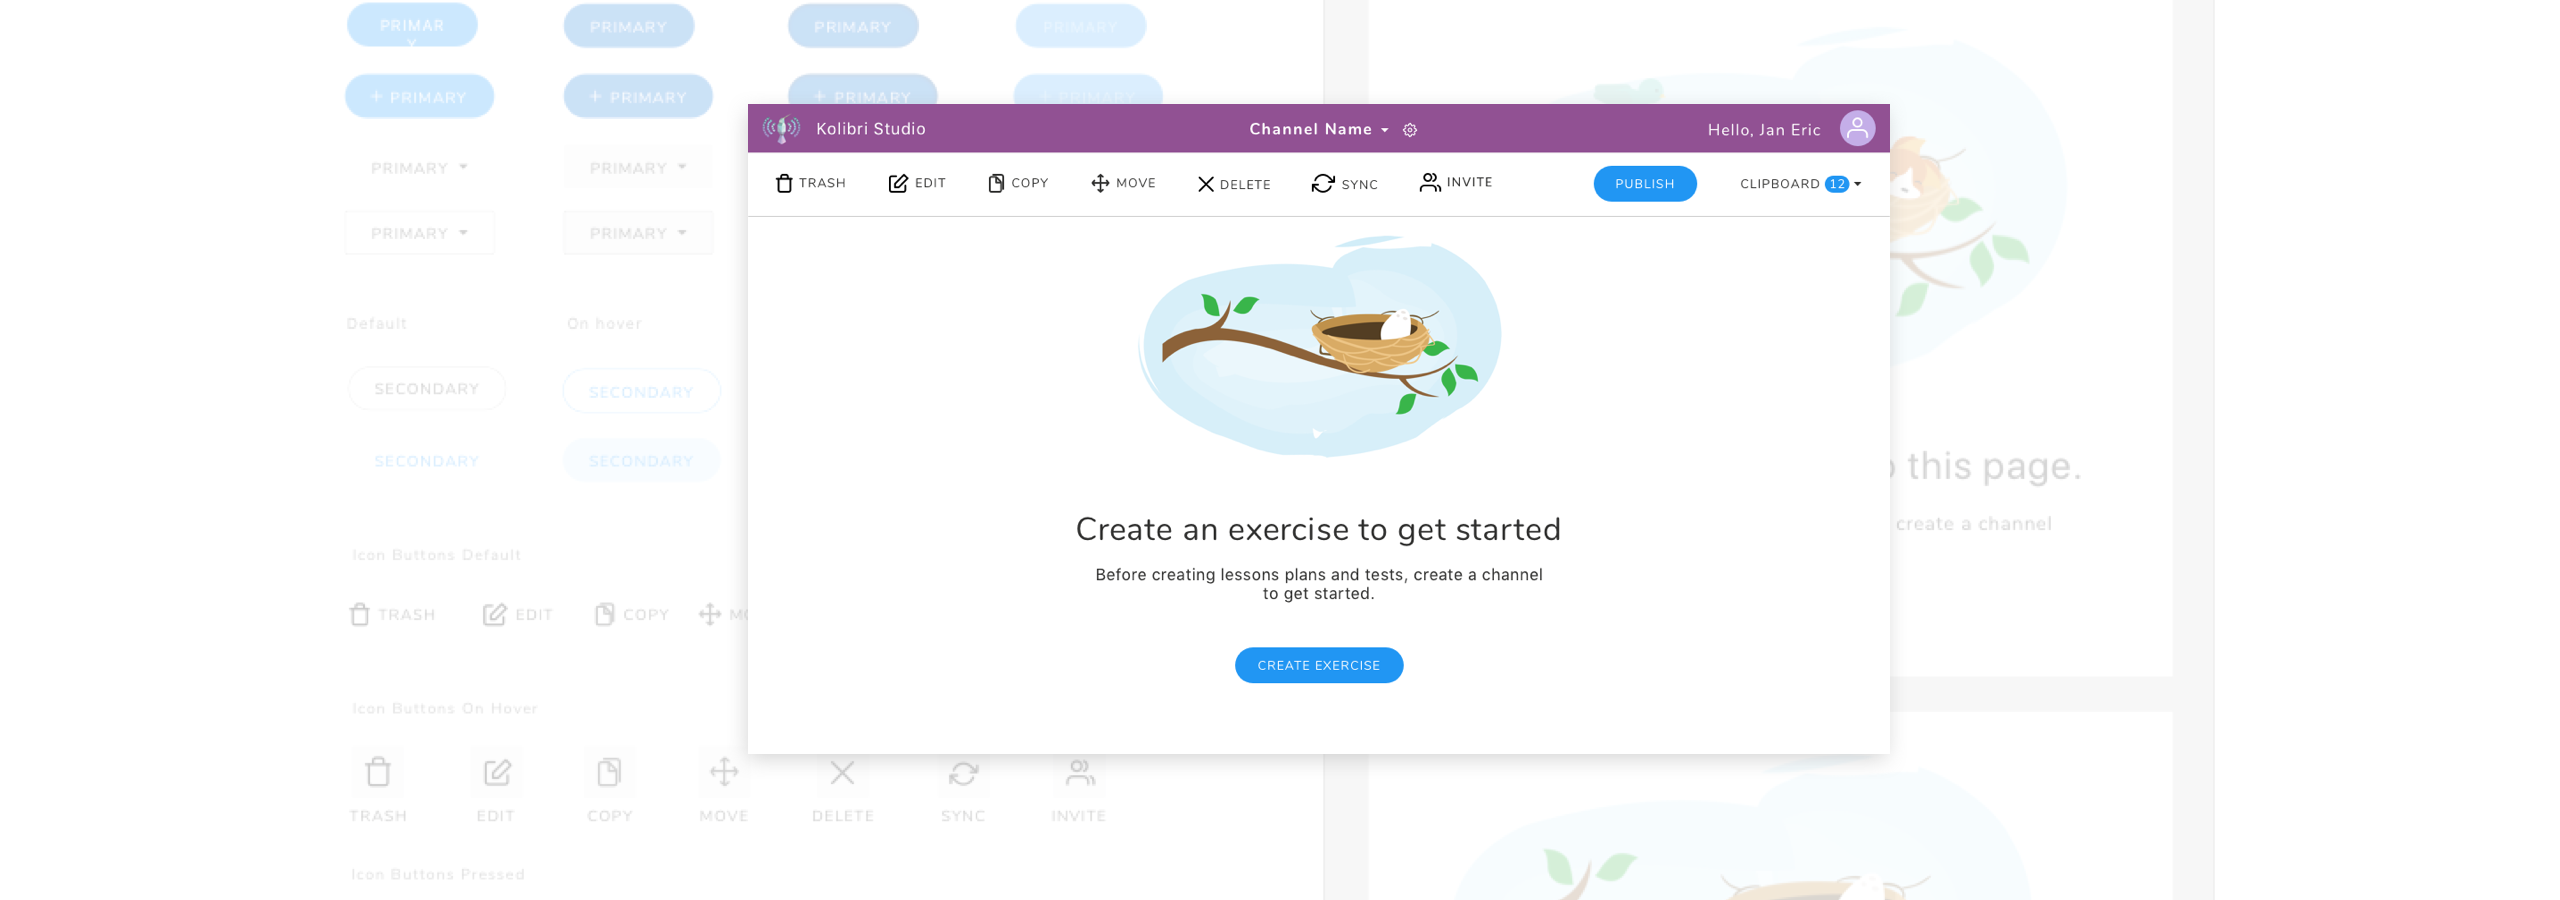 PRIMAR
Y
PRIMARY
PRIMARY
PRIMARY
+ PRIMARY
+ PRIMARY
+ PRIMARY
+ PRIMARY
PRIMARY
PRIMARY
PRIMARY
PRIMARY
Default
On hover
SECONDARY
SECONDARY
SECONDARY
SECONDARY
Icon Buttons Default
TRASH
EDIT
COPY
Icon Buttons On Hover
TRASH
EDIT
COPY
MOVE
DELETE
SYNC
INVITE
Icon Buttons Pressed
Kolibri Studio
Channel Name
Hello, Jan Eric
TRASH
EDIT
COPY
MOVE
DELETE
SYNC
INVITE
PUBLISH
CLIPBOARD 12
Create an exercise to get started
Before creating lessons plans and tests, create a channel
to get started.
CREATE EXERCISE
this page.
create a channel